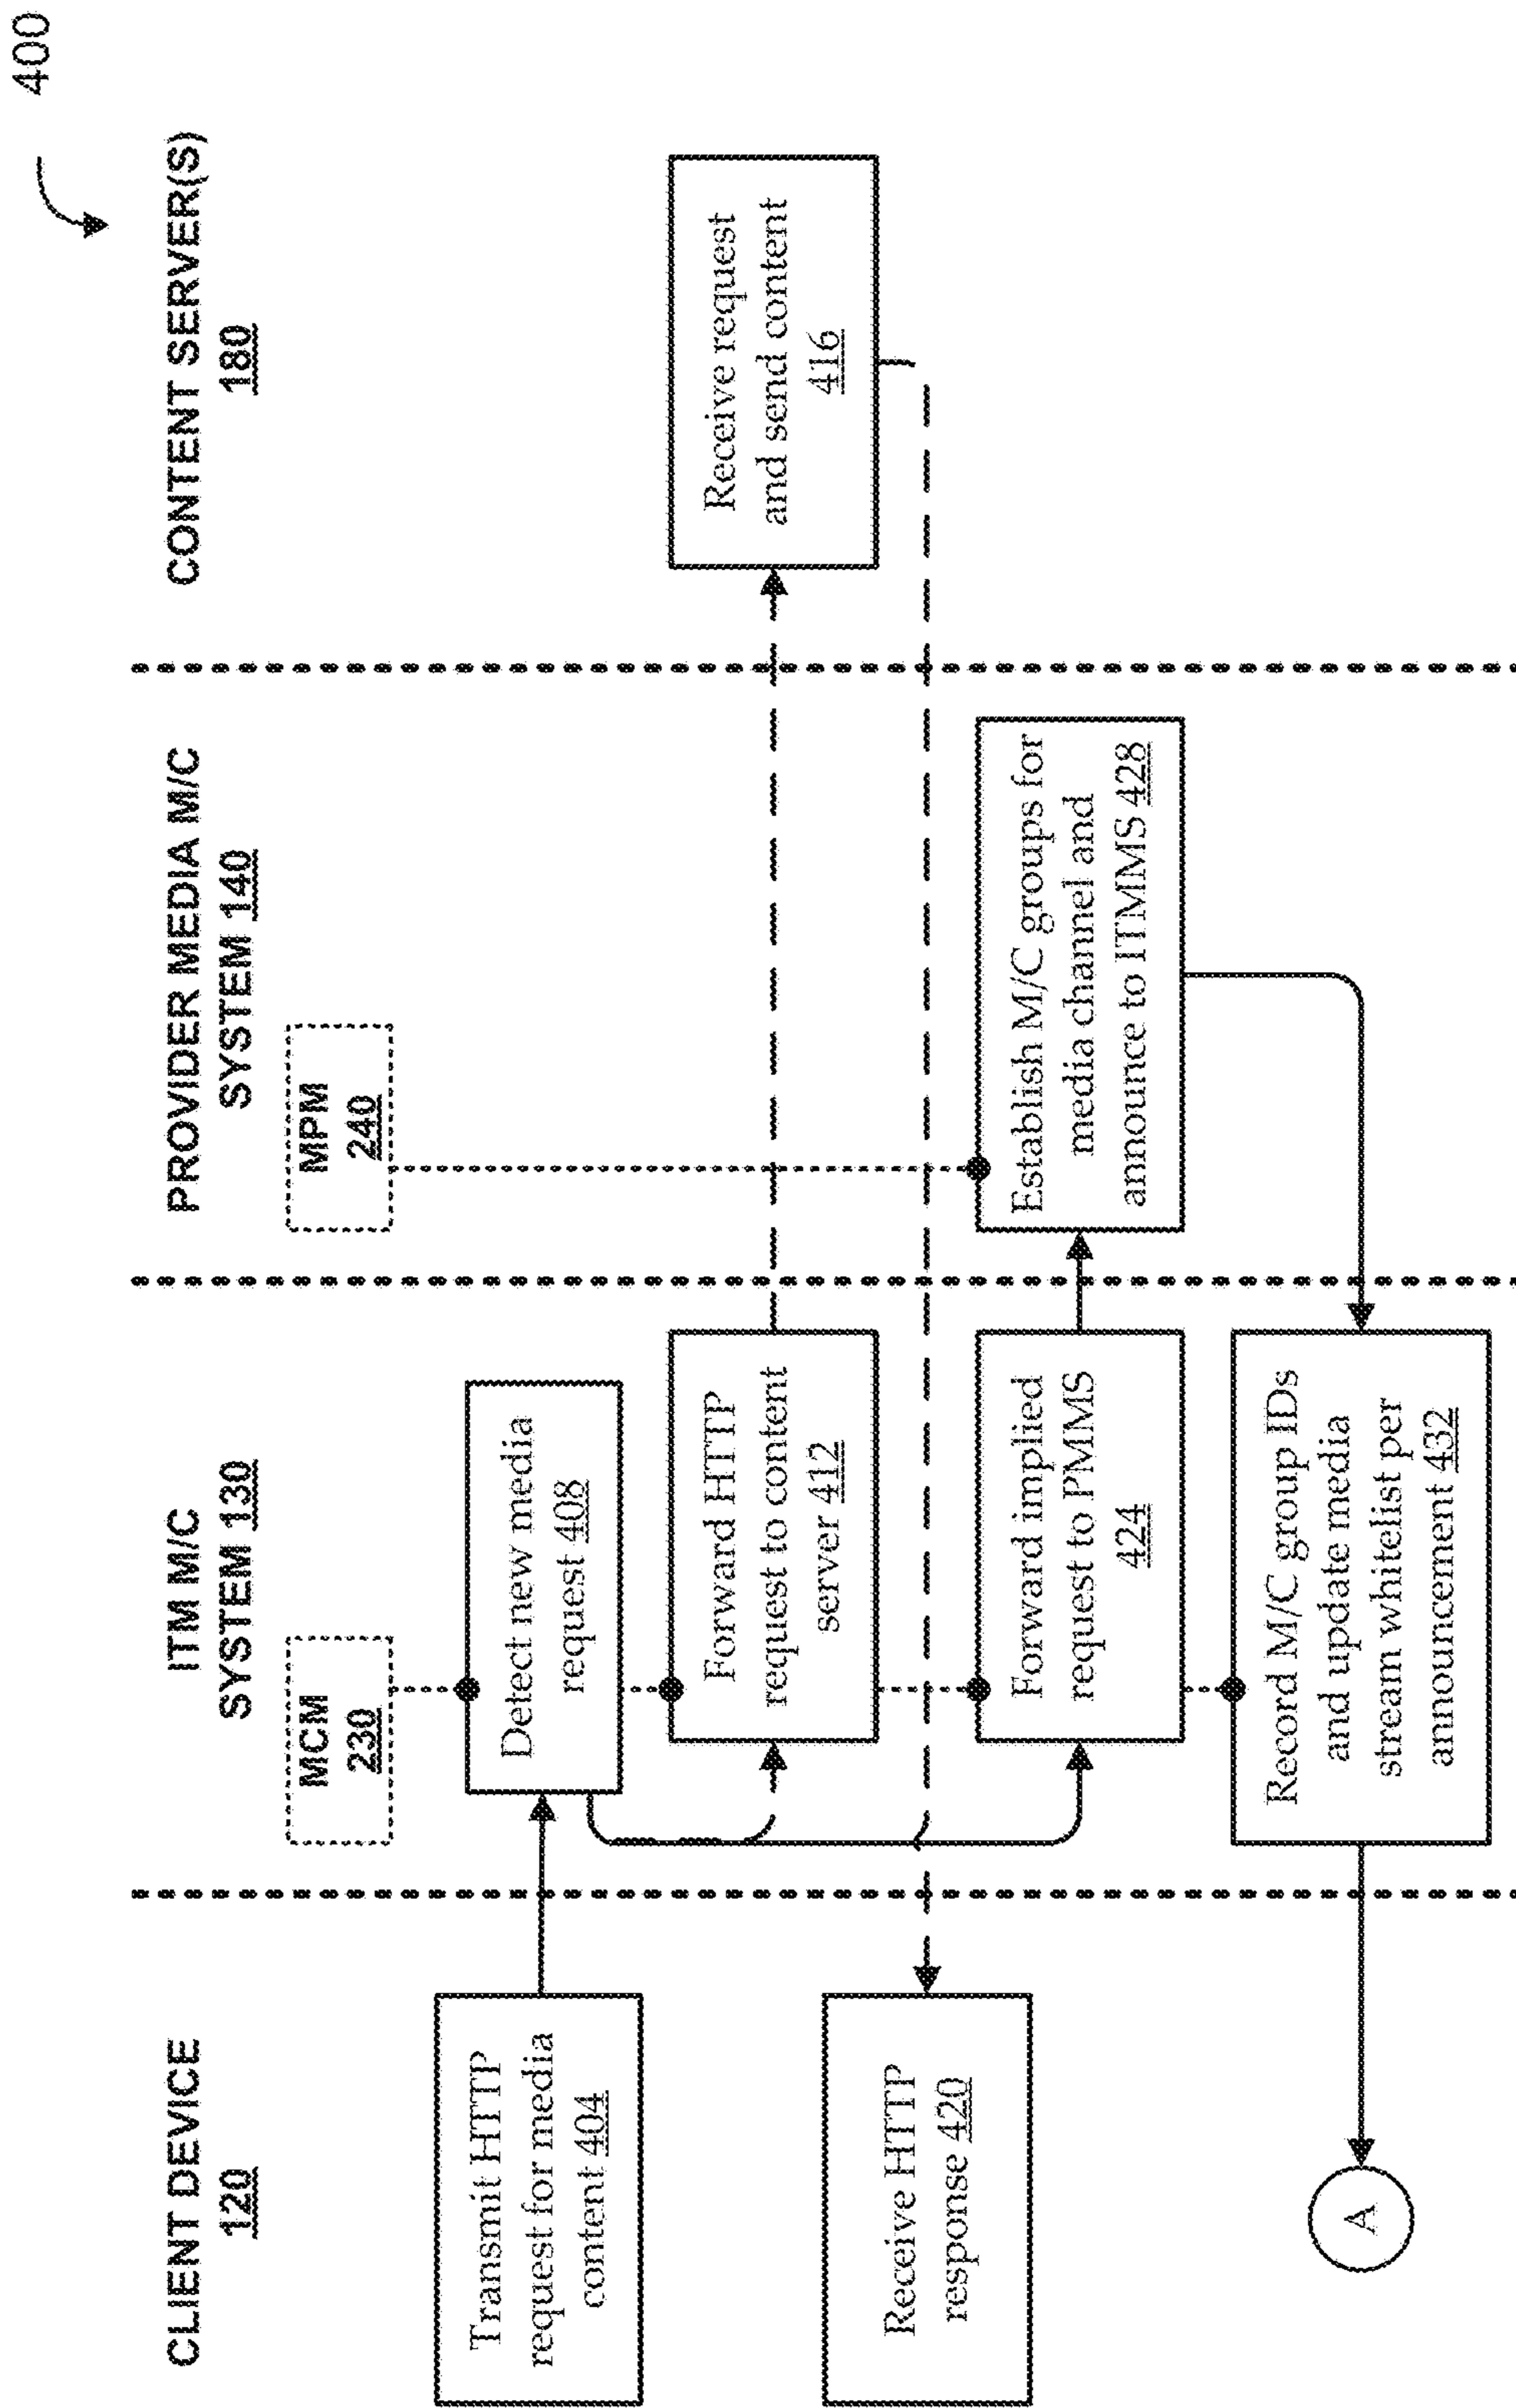 400
CLIENT DEVICE
120
ITM M/C
SYSTEM 130
PROVIDER MEDIA M/C
SYSTEM 140
CONTENT SERVER(S)
180
MCM
230
MPM
240
Transmit HTTP
request for media
content 404
Detect new media
request 408
Forward HTTP
request to content
server 412
Receive request
and send content
416
Receive HTTP
response 420
Forward implied
request to PMMS
424
Establish M/C groups for
media channel and
announce to ITMMS 428
Record M/C group IDs
and update media
stream whitelist per
announcement 432
A